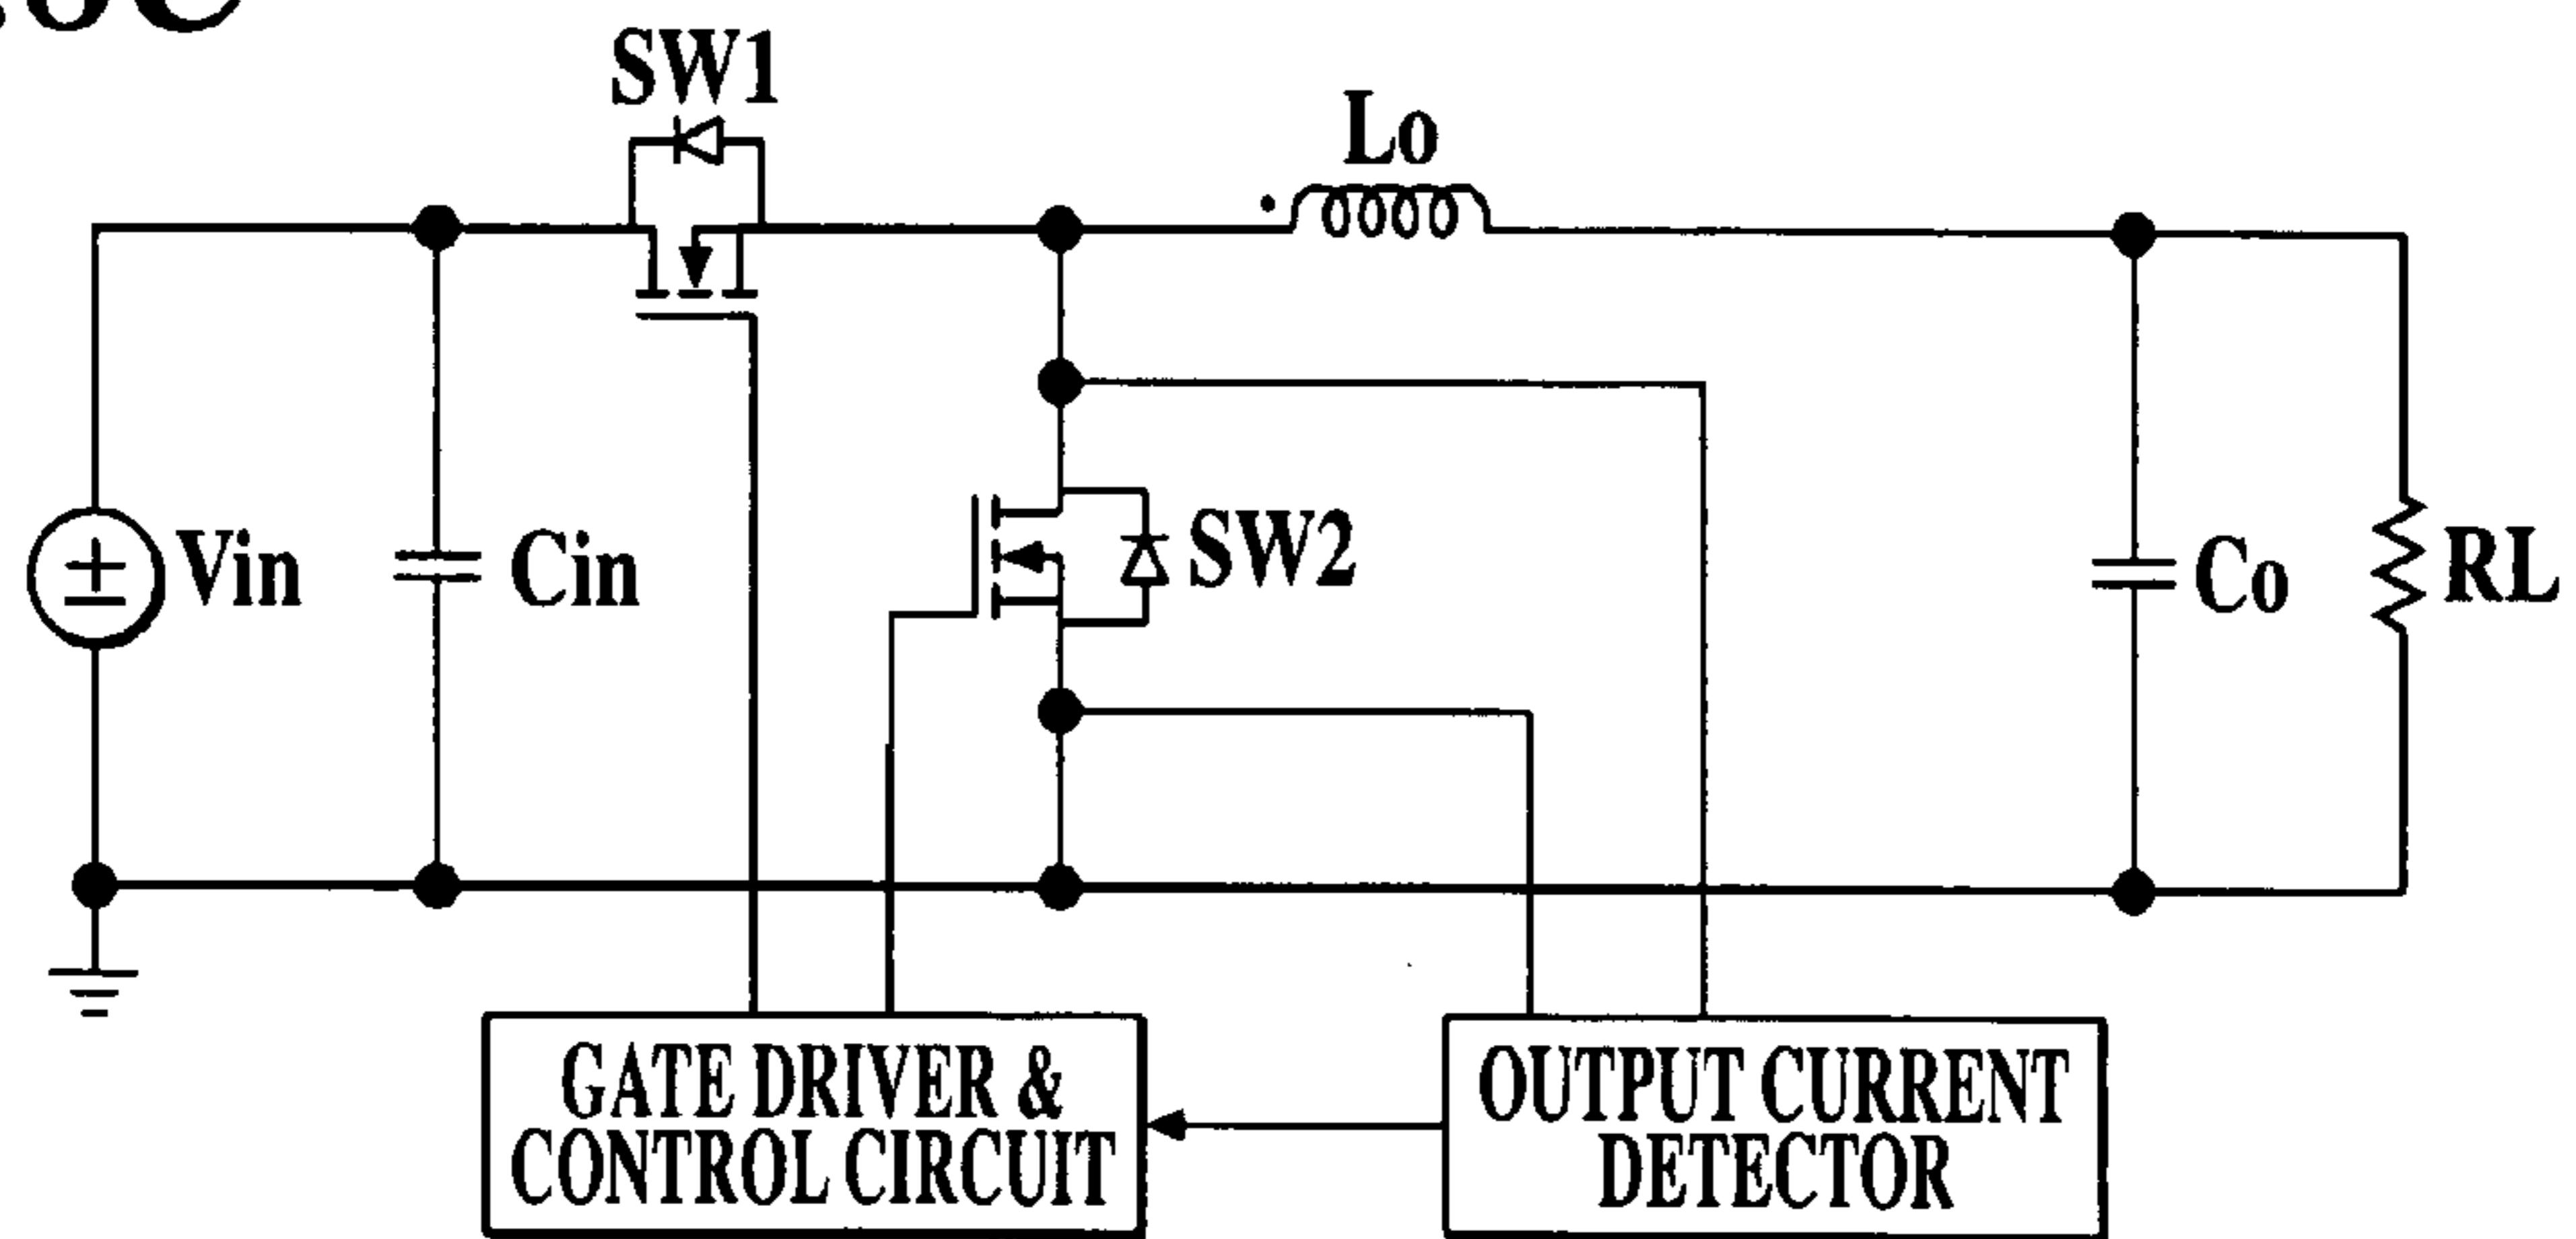 SW1
Lo
Vin
Cin
SW2
Co
RL
GATE DRIVER &
CONTROL CIRCUIT
OUTPUT CURRENT
DETECTOR